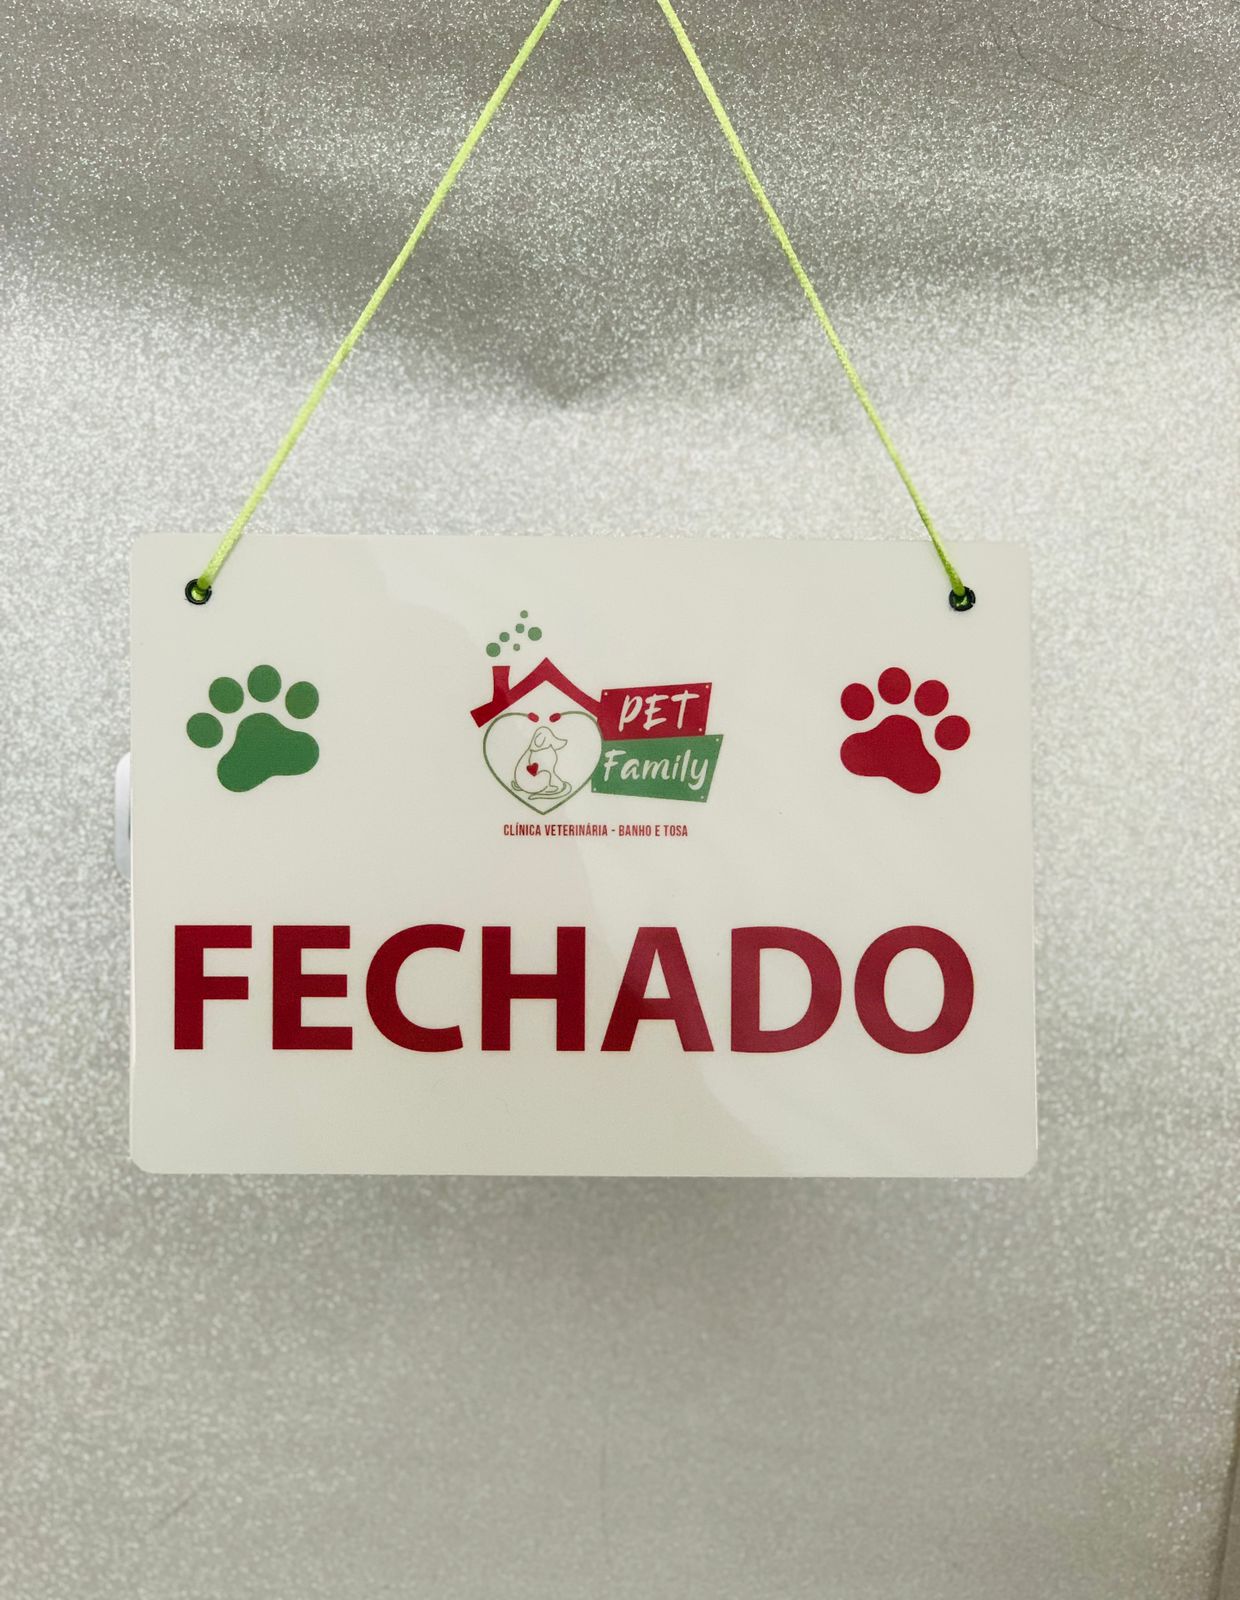 PET
Family
CLÍNICA VETERINÁRIA - BANHO E TOSA
FECHADO